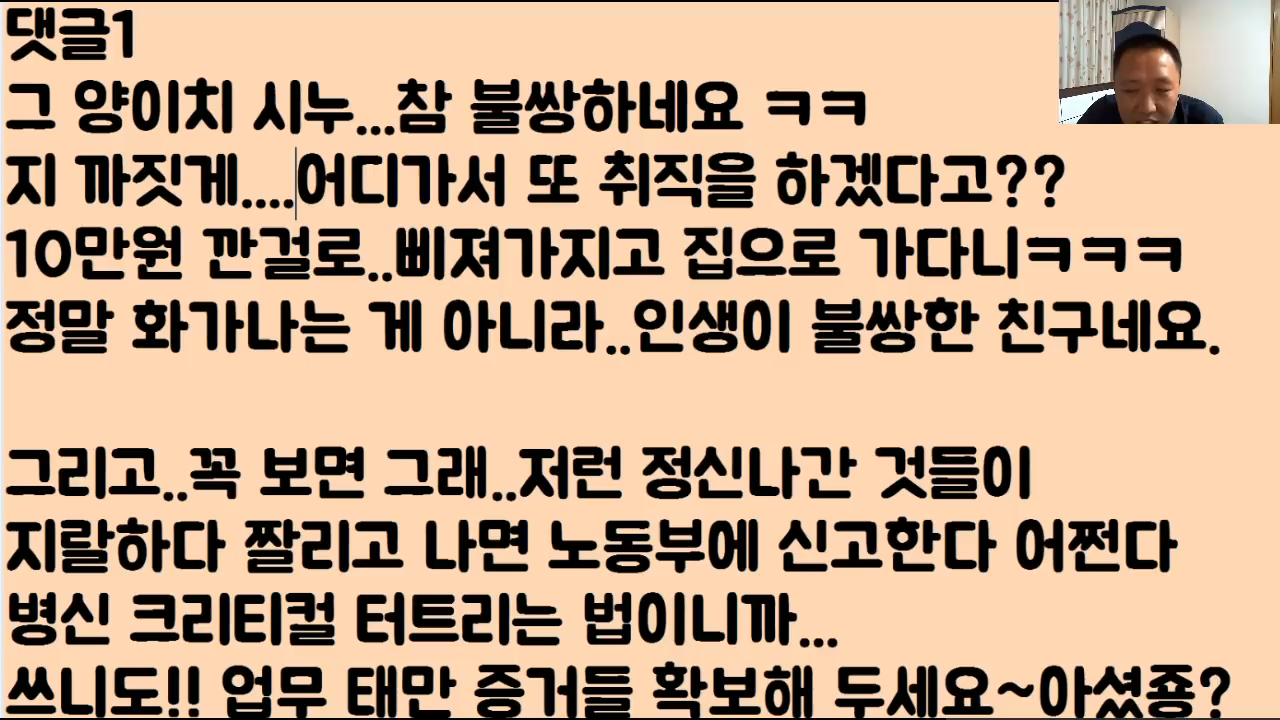 댓글1
그 양이치 시누...참 불쌍하네요 ㅋㅋ
지 까짓게....어디가서 또 취직을 하겠다고??
10만원 깐걸로..삐져가지고 집으로 가다니ㅋㅋㅋ
정말 화가나는 게 아니라..인생이 불쌍한 친구네요.
그리고..꼭 보면 그래..저런 정신나간 것들이
지랄하다 짤리고 나면 노동부에 신고한다 어쩐다
병신 크리티컬 터트리는 법이니까...
쓰니도!! 업무 태만 증거들 확보해 두세요~아셨죵?